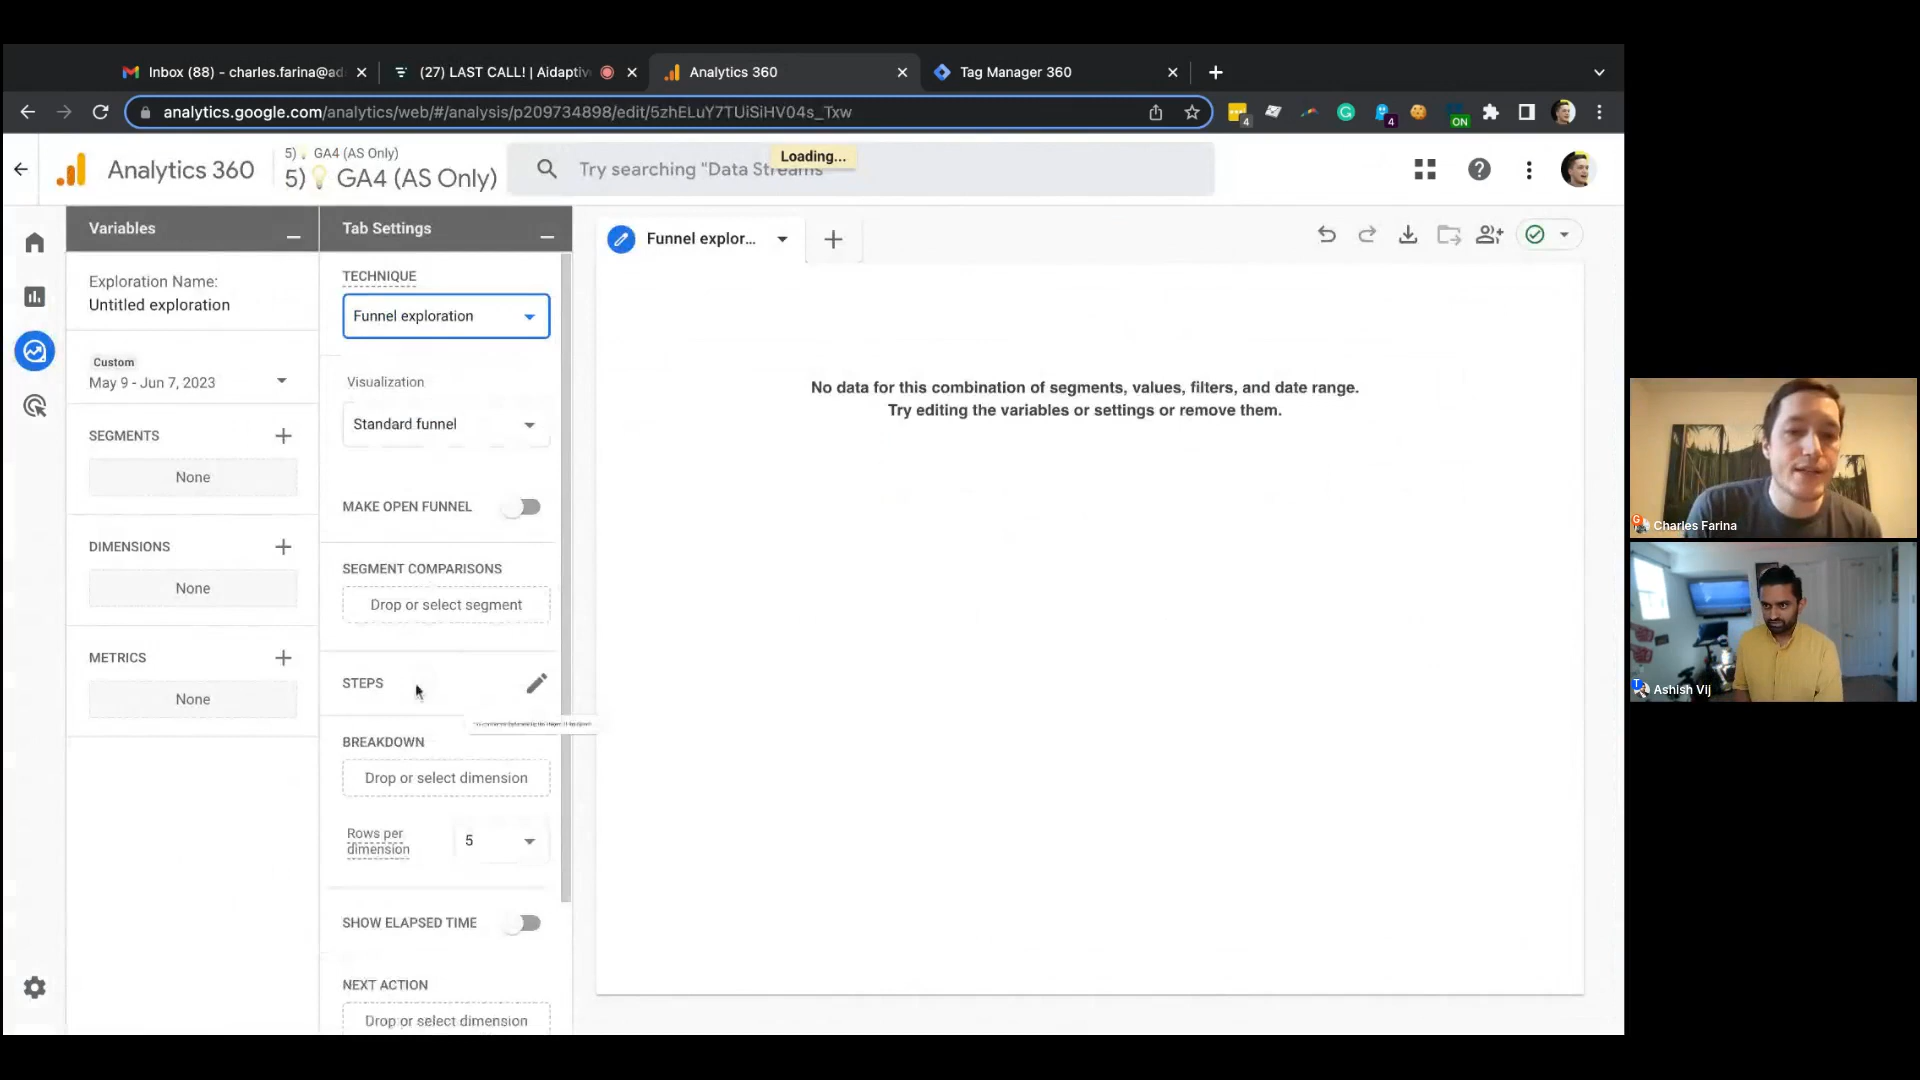 Inbox (88) - charles.farina@ad
(27) LAST CALL! | Aidaptiv
Analytics 360
Tag Manager 360
analytics.google.com/analytics/web/#/analysis/p209734898/edit/5zhELuY7TUiSiHV04s_Txw
4
4
ON
Analytics 360
5) GA4 (AS Only)
5) GA4 (AS Only)
Try searching "Data Streams"
Loading...
Variables
Exploration Name:
Untitled exploration
Custom
May 9 - Jun 7, 2023
SEGMENTS
None
DIMENSIONS
None
METRICS
None
Tab Settings
TECHNIQUE
Funnel exploration
Visualization
Standard funnel
MAKE OPEN FUNNEL
SEGMENT COMPARISONS
Drop or select segment
STEPS
BREAKDOWN
Drop or select dimension
Rows per
dimension
5
SHOW ELAPSED TIME
NEXT ACTION
Drop or select dimension
Funnel explor...
No data for this combination of segments, values, filters, and date range.
Try editing the variables or settings or remove them.
Charles Farina
Ashish Vij